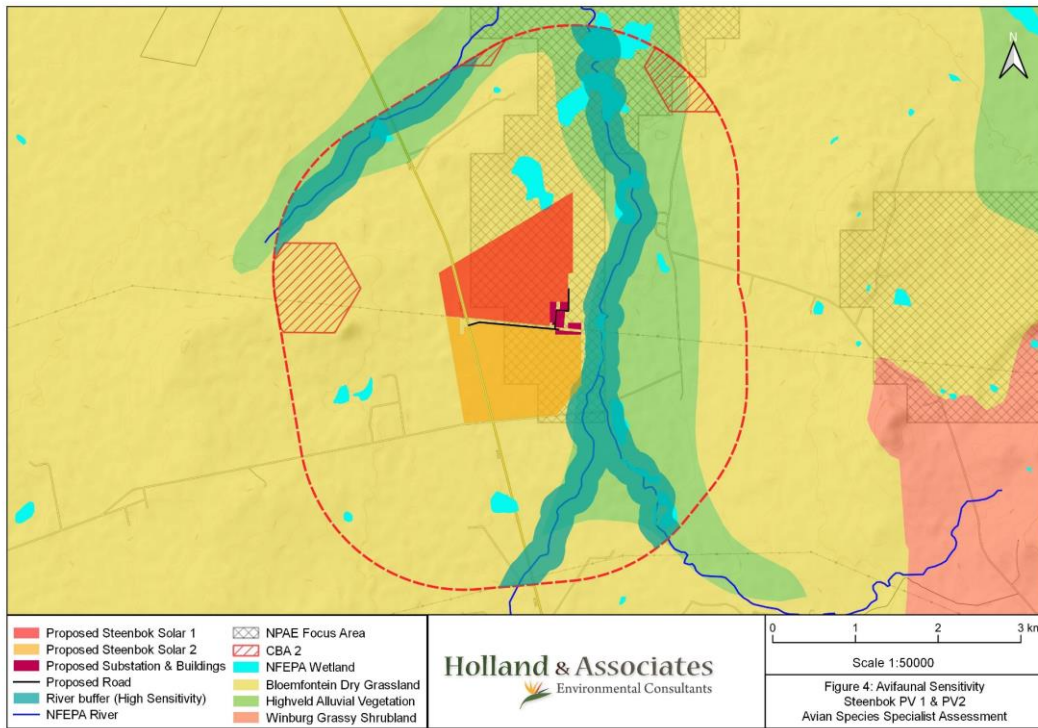 N
Proposed Steenbok Solar 1
Proposed Steenbok Solar 2
Proposed Substation & Buildings
Proposed Road
River buffer (High Sensitivity)
NFEPA River
NPAE Focus Area
CBA 2
NFEPA Wetland
Bloemfontein Dry Grassland
Highveld Alluvial Vegetation
Winburg Grassy Shrubland
Holland & Associates
Environmental Consultants
0 1 2 3 km
Scale 1:50000
Figure 4: Avifaunal Sensitivity
Steenbok PV 1 & PV2
Avian Species Specialist Assessment